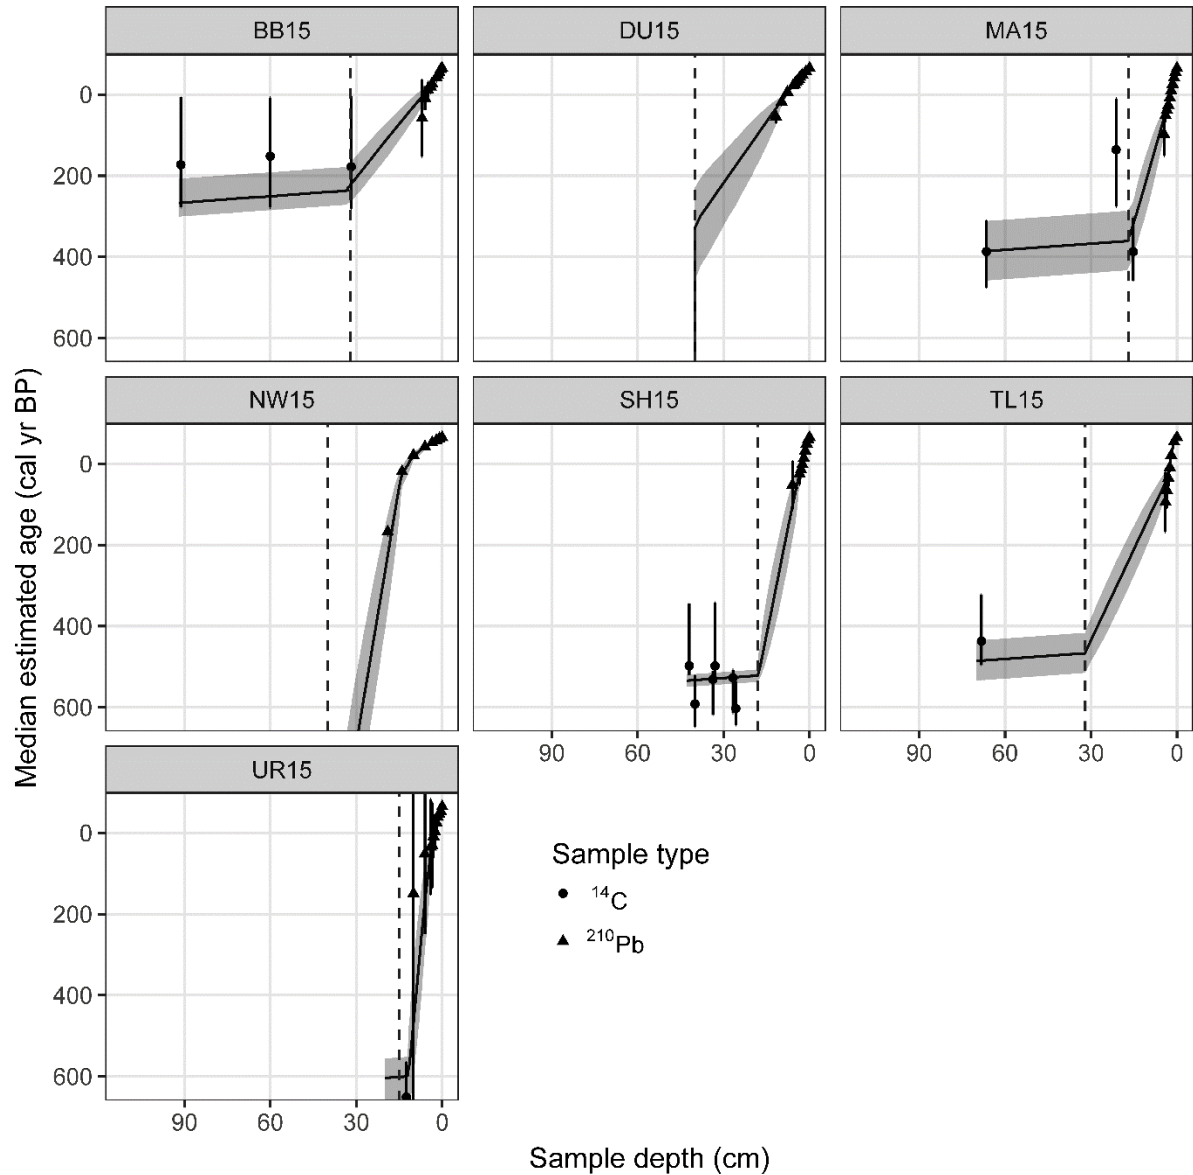 BB15 DU15 MA15
0
200
400
600
NW15 SH15 TL15
0
200
400
600
90 60 30 0 90 60 30 0
UR15
0
200
400
600
90 60 30 0
Median estimated age (cal yr BP)
Sample depth (cm)
Sample type
14C
210Pb